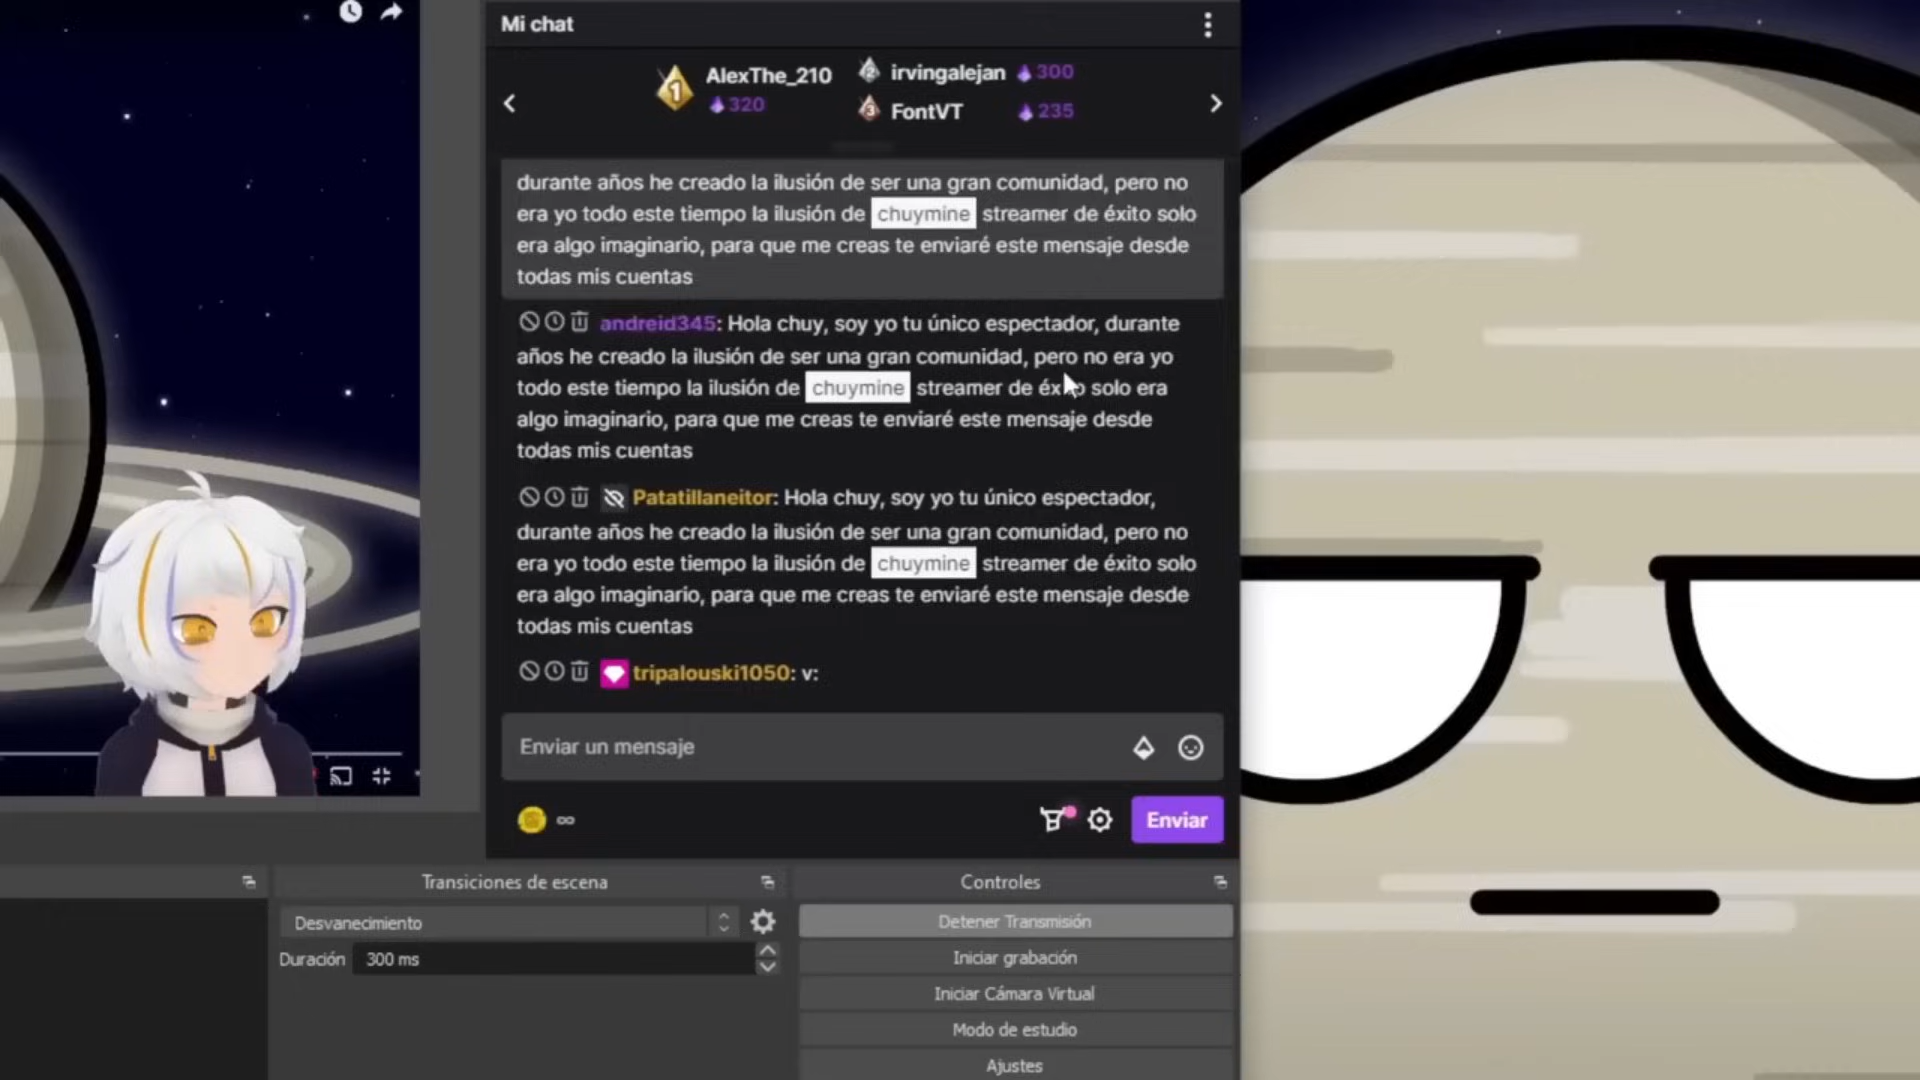 Mi chat
1
AlexThe_210
320
2
irvingalejan
300
3
FontVT
235
durante años he creado la ilusión de ser una gran comunidad, pero no
era yo todo este tiempo la ilusión de chuymine streamer de éxito solo
era algo imaginario, para que me creas te enviaré este mensaje desde
todas mis cuentas
andreid345: Hola chuy, soy yo tu único espectador, durante
años he creado la ilusión de ser una gran comunidad, pero no era yo
todo este tiempo la ilusión de chuymine streamer de éxito solo era
algo imaginario, para que me creas te enviaré este mensaje desde
todas mis cuentas
Patatillaneitor: Hola chuy, soy yo tu único espectador,
durante años he creado la ilusión de ser una gran comunidad, pero no
era yo todo este tiempo la ilusión de chuymine streamer de éxito solo
era algo imaginario, para que me creas te enviaré este mensaje desde
todas mis cuentas
tripalouski1050: v:
Enviar un mensaje
∞
Enviar
Transiciones de escena
Desvanecimiento
Duración 300 ms
Controles
Detener Transmisión
Iniciar grabación
Iniciar Cámara Virtual
Modo de estudio
Ajustes